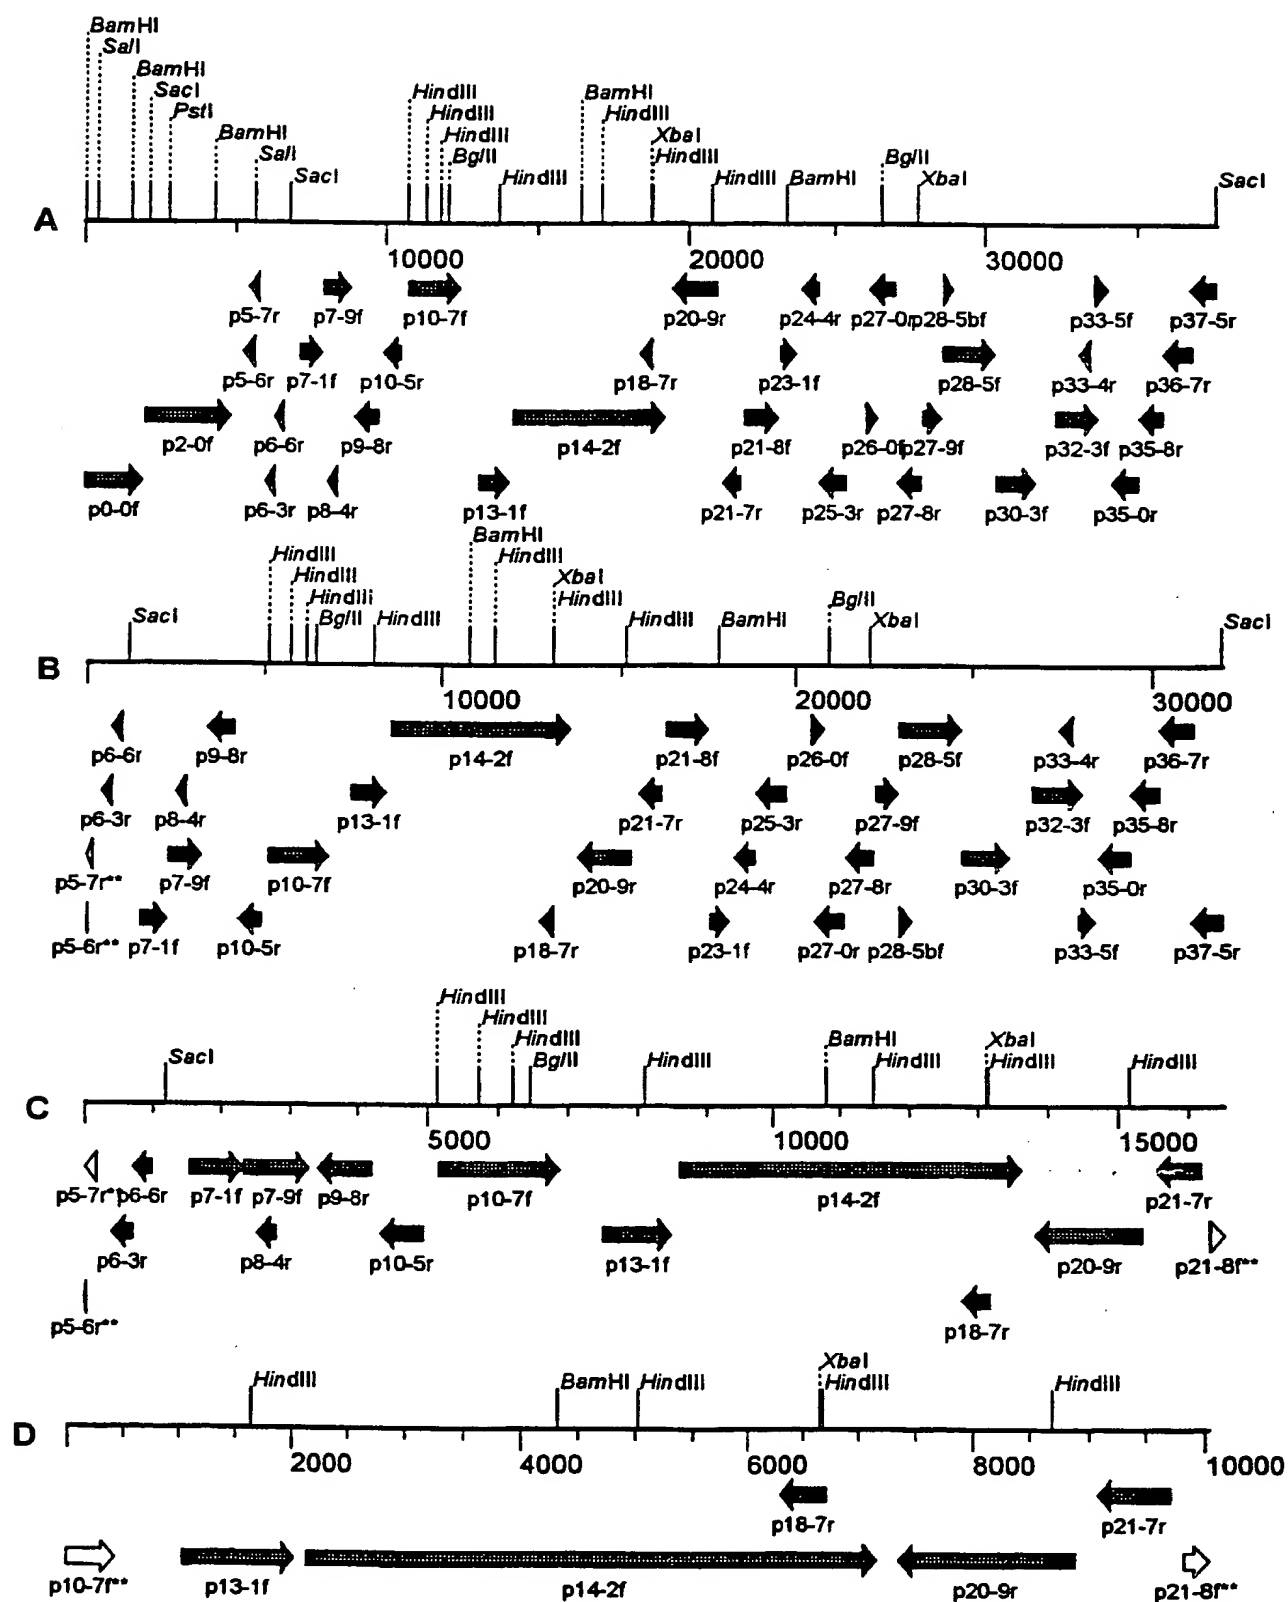 BamHI
SalI
BamHI
SacI
PstI
HindIII
BamHI
HindIII
HindIII
BamHI
HindIII
XbaI
SalI
BglII
HindIII
BglII
SacI
HindIII
HindIII
BamHI
XbaI
SacI
A
10000
20000
30000
p5-7r p7-9f p10-7f p20-9r p24-4r p27-0r p28-5bf p33-5f p37-5r
p5-6r p7-1f p10-5r p18-7r p23-1f p28-5f p33-4r p36-7r
p2-0f p6-6r p9-8r p14-2f p21-8f p26-0f p27-9f p32-3f p35-8r
p0-0f p6-3r p8-4r p13-1f p21-7r p25-3r p27-8r p30-3f p35-0r
BamHI
HindIII
HindIII
HindIII
XbaI
HindIII
HindIII
BglII
SacI
BglII
HindIII
HindIII
BamHI
XbaI
SacI
B
10000
20000
30000
p6-6r p9-8r p14-2f p21-8f p26-0f p28-5f p33-4r p36-7r
p6-3r p8-4r p13-1f p21-7r p25-3r p27-9f p32-3f p35-8r
p5-7r** p7-9f p10-7f p20-9r p24-4r p27-8r p30-3f p35-0r
p5-6r** p7-1f p10-5r p18-7r p23-1f p27-0r p28-5bf p33-5f p37-5r
HindIII
HindIII
HindIII
BamHI
XbaI
SacI
BglII
HindIII
HindIII
HindIII
HindIII
C
5000
10000
15000
p6-6r p7-1f p7-9f p9-8r p10-7f p14-2f p21-7r
p6-3r p8-4r p10-5r p13-1f p20-9r p21-8f**
p5-6r** p18-7r
XbaI
HindIII
BamHI
HindIII
HindIII
HindIII
D
2000
4000
6000
8000
10000
p18-7r p21-7r
p10-7f** p13-1f p14-2f p20-9r p21-8f**